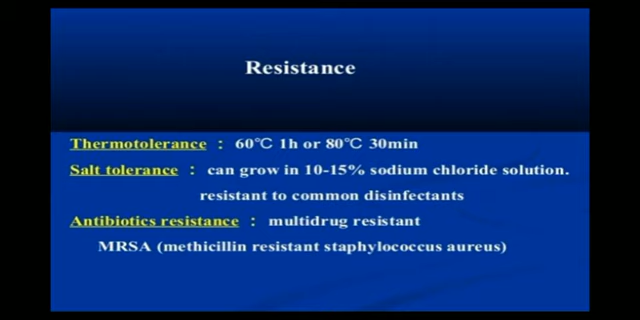 Resistance
Thermotolerance : 60℃ 1h or 80℃ 30min
Salt tolerance : can grow in 10-15% sodium chloride solution.
resistant to common disinfectants
Antibiotics resistance : multidrug resistant
MRSA (methicillin resistant staphylococcus aureus)